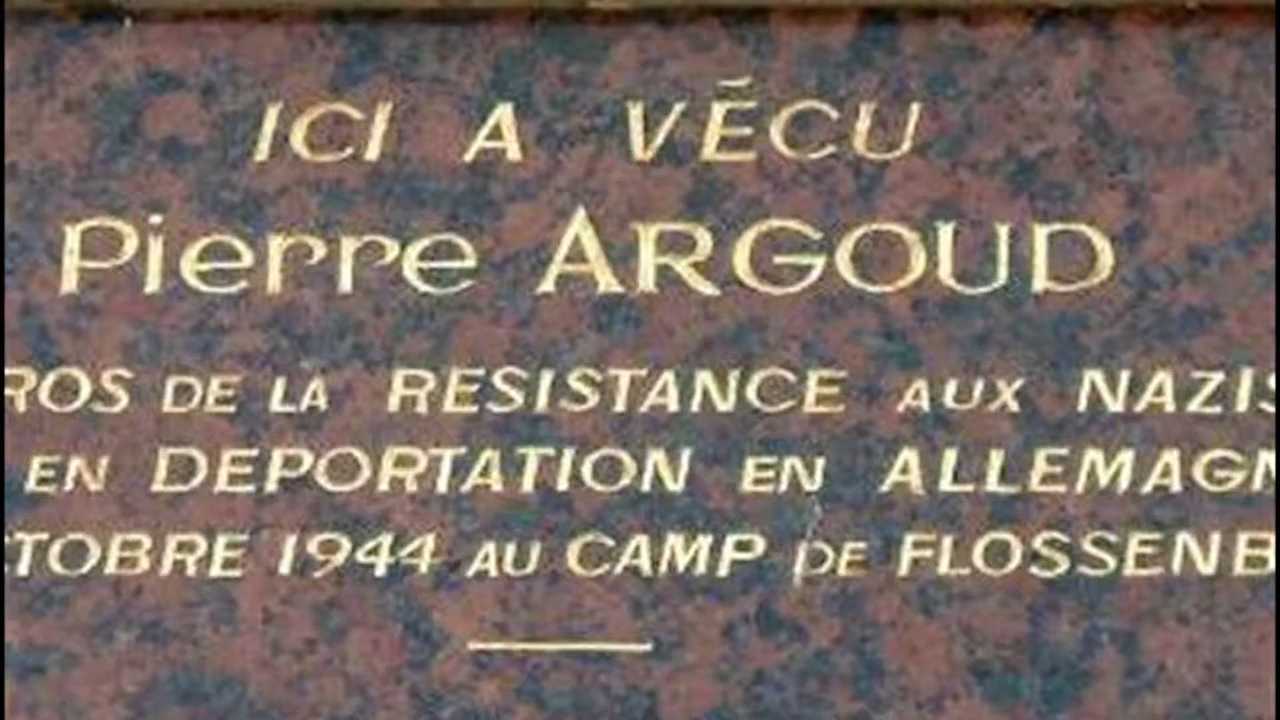 ICI A VÉCU
Pierre ARGOUD
ROS DE LA RESISTANCE AUX NAZIS
EN DEPORTATION EN ALLEMAGN
TOBRE 1944 AU CAMP DE FLOSSENB